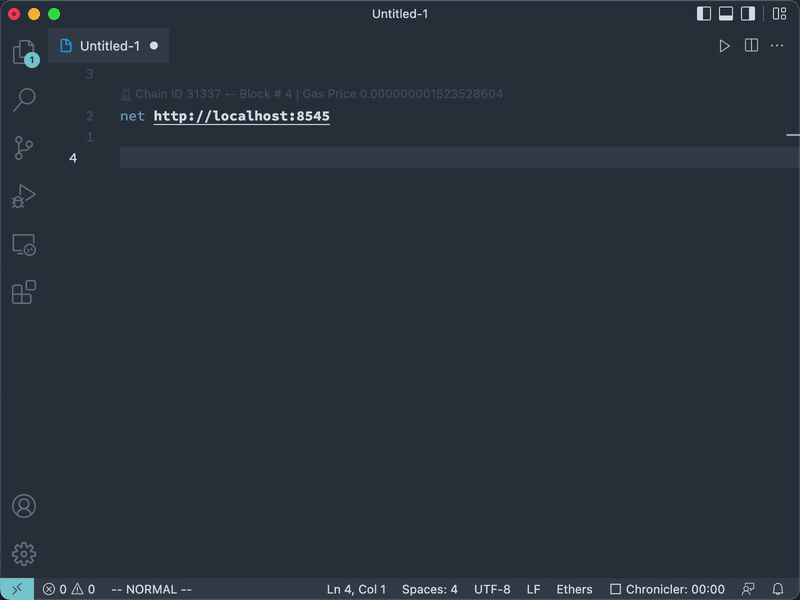 Untitled-1
Untitled-1
1
3
Chain ID 31337 -- Block # 4 | Gas Price 0.000000001523528604
2 net http://localhost:8545
1
4
0 0 -- NORMAL -- Ln 4, Col 1 Spaces: 4 UTF-8 LF Ethers Chronicler: 00:00